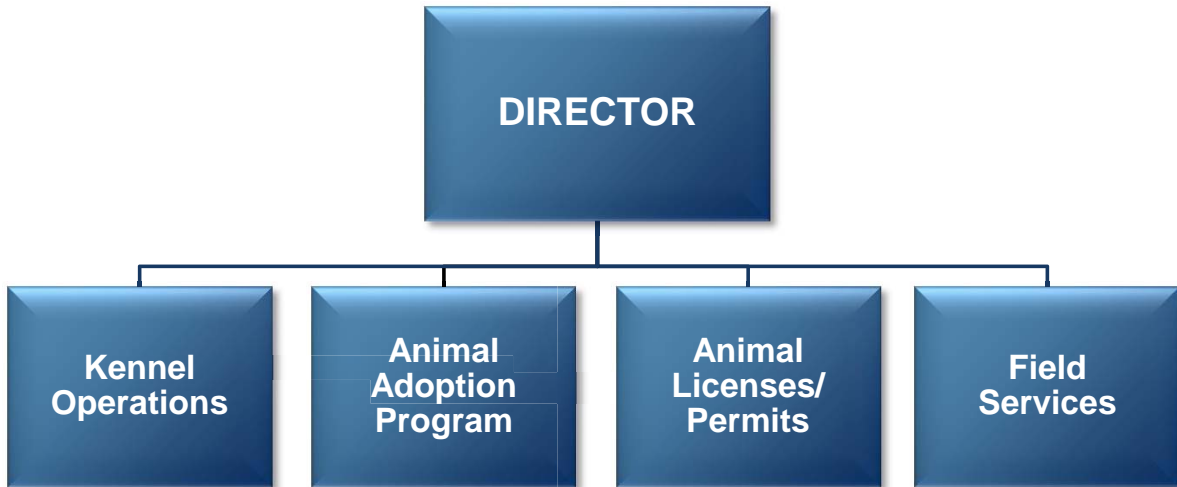 DIRECTOR
Kennel
Operations
Animal
Adoption
Program
Animal
Licenses/
Permits
Field
Services